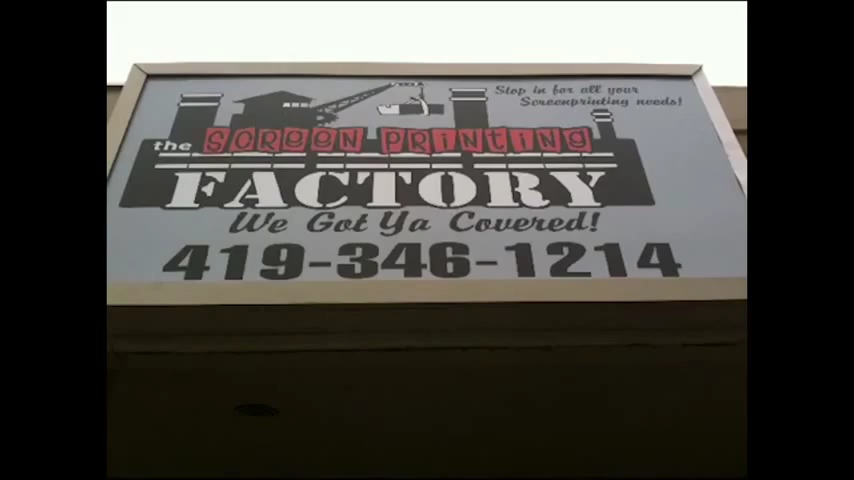 Stop in for all your
Screenprinting needs!
the SCREEN PRINTING
FACTORY
We Got Ya Covered!
419-346-1214